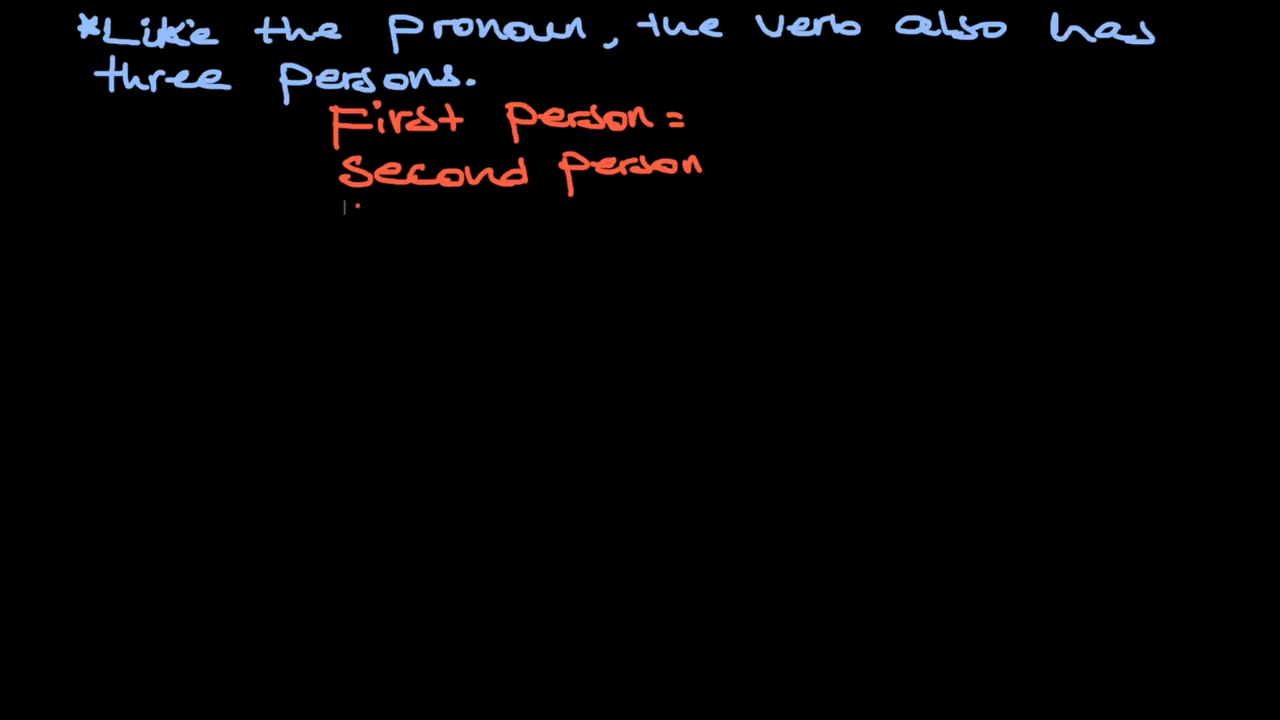 *Like the pronoun, the verb also has
three persons.
First person=
Second person